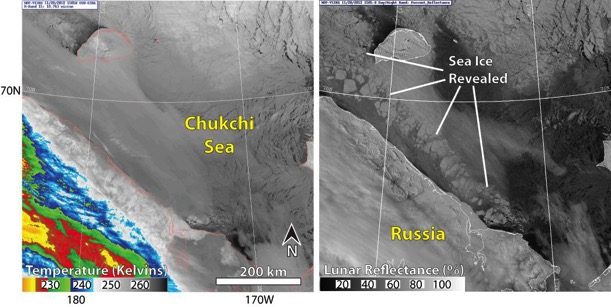 Sea Ice
Revealed
70N
Chukchi
Sea
Russia
N
Temperature (Kelvins)
230 240 250 260
200 km
Lunar Reflectance (%)
20 40 60 80 100
180
170W